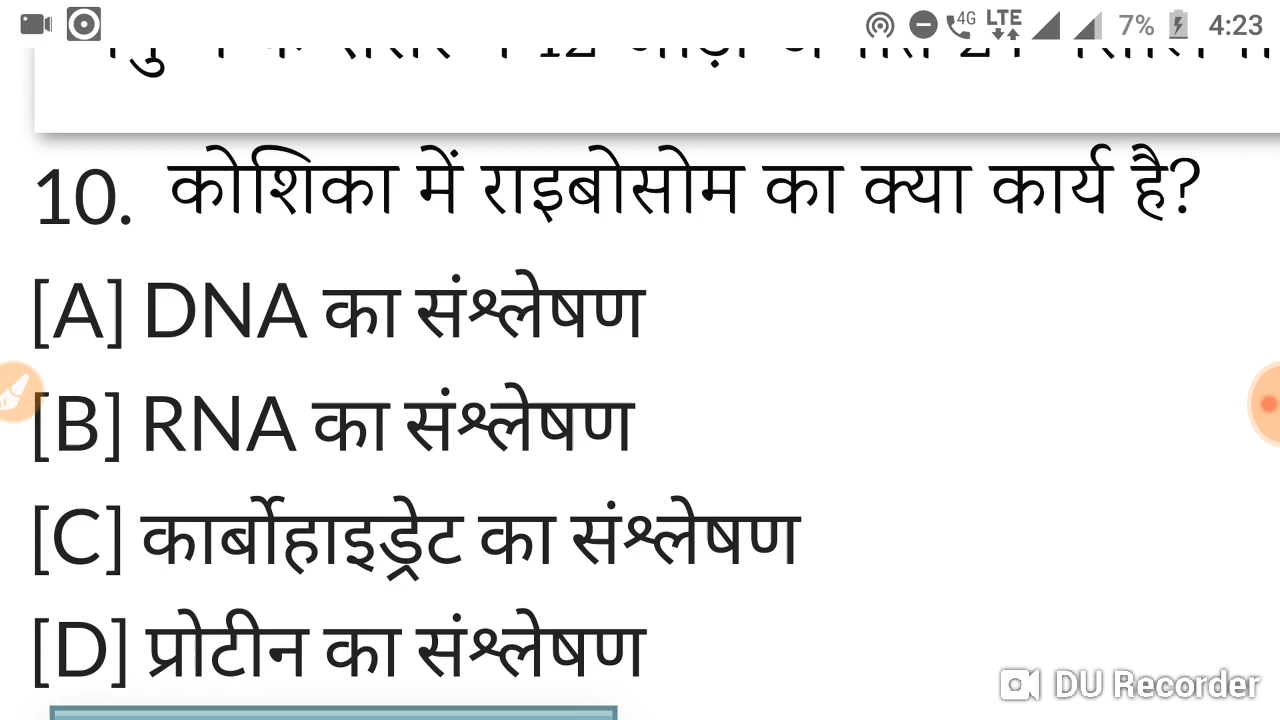 4G LTE 7% 4:23
10. कोशिका में राइबोसोम का क्या कार्य है?
[A] DNA का संश्लेषण
[B] RNA का संश्लेषण
[C] कार्बोहाइड्रेट का संश्लेषण
[D] प्रोटीन का संश्लेषण
DU Recorder